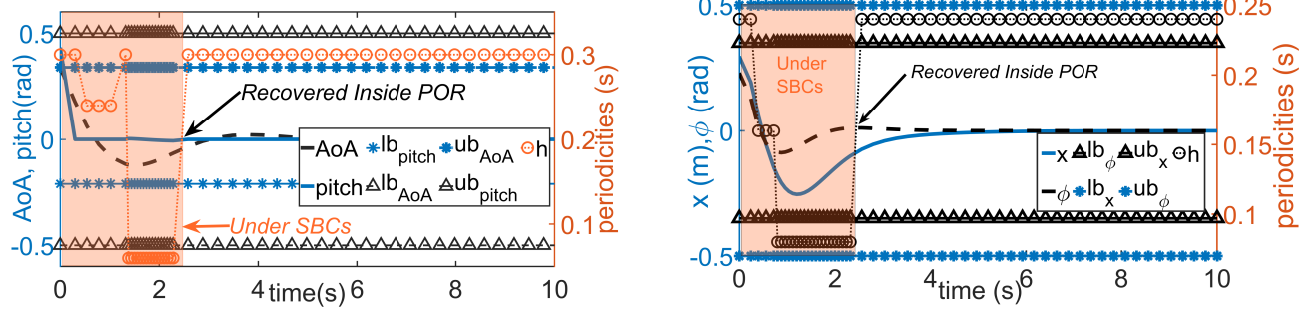 0.5
0
-0.5
AoA, pitch(rad)
0.3
0.2
0.1
periodicities (s)
Recovered Inside POR
AoA lb_pitch ub_AoA h
pitch lb_AoA ub_pitch
Under SBCs
0 2 4 6 8 10
time(s)
0.5
0
-0.5
x (m),ϕ (rad)
0.25
0.2
0.15
0.1
periodicities (s)
Under
SBCs
Recovered Inside POR
x lb_ϕ ub_x h
ϕ lb_x ub_ϕ
0 2 4 6 8 10
time (s)